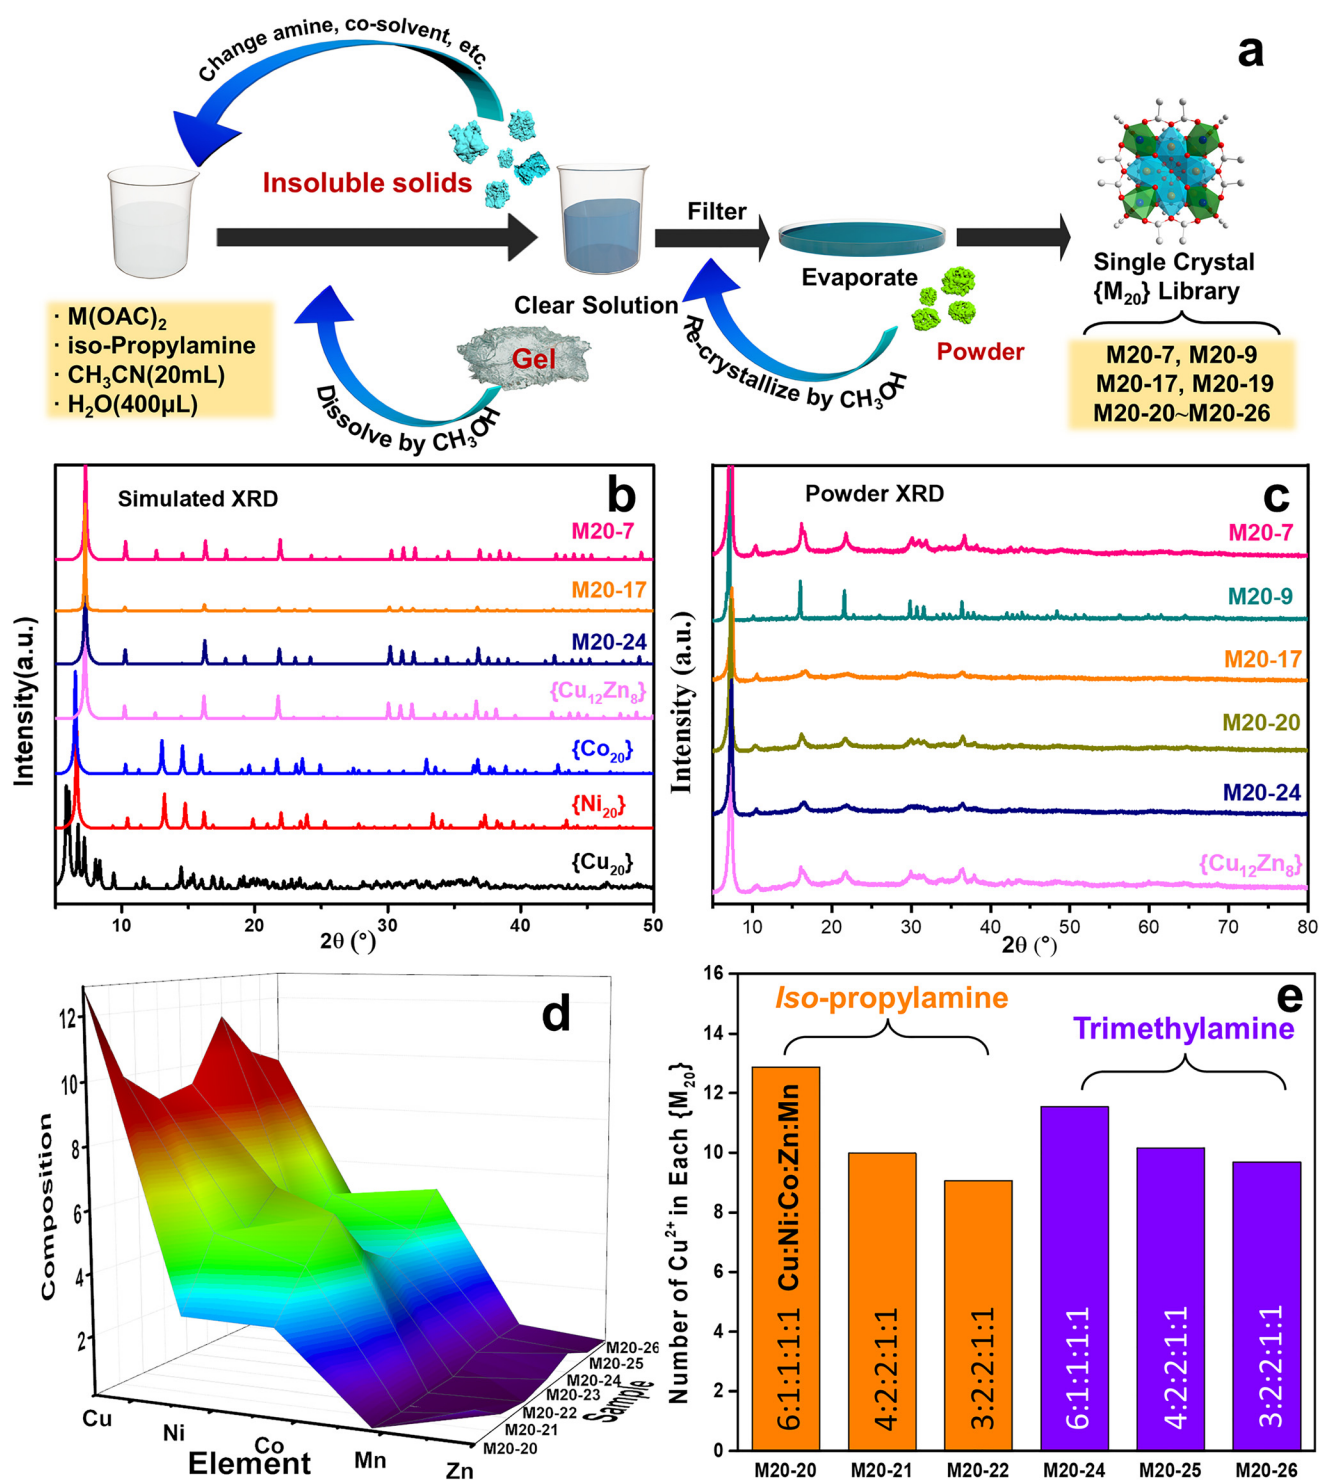 a
Change amine, co-solvent, etc.
Insoluble solids
Filter
Evaporate
Single Crystal
{M₂₀} Library
Clear Solution
· M(OAC)₂
· iso-Propylamine
· CH₃CN(20mL)
· H₂O(400µL)
Gel
Dissolve by CH₃OH
Re-crystallize by CH₃OH
Powder
M20-7, M20-9
M20-17, M20-19
M20-20~M20-26
b
Simulated XRD
M20-7
M20-17
M20-24
{Cu₁₂Zn₈}
{Co₂₀}
{Ni₂₀}
{Cu₂₀}
Intensity(a.u.)
10 20 30 40 50
2θ (°)
c
Powder XRD
M20-7
M20-9
M20-17
M20-20
M20-24
{Cu₁₂Zn₈}
Intensity (a.u.)
5 10 20 30 40 50 60 70 80
2θ (°)
d
Composition
12
10
8
6
4
2
Cu
Ni
Co
Mn
Zn
Element
M20-26
M20-25
M20-24
M20-23
M20-22
M20-21
M20-20
Sample
e
Iso-propylamine
Trimethylamine
Number of Cu²⁺ in Each {M₂₀}
16
14
12
10
8
6
4
2
0
6:1:1:1:1 Cu:Ni:Co:Zn:Mn
4:2:2:1:1
3:2:2:1:1
6:1:1:1:1
4:2:2:1:1
3:2:2:1:1
M20-20 M20-21 M20-22 M20-24 M20-25 M20-26